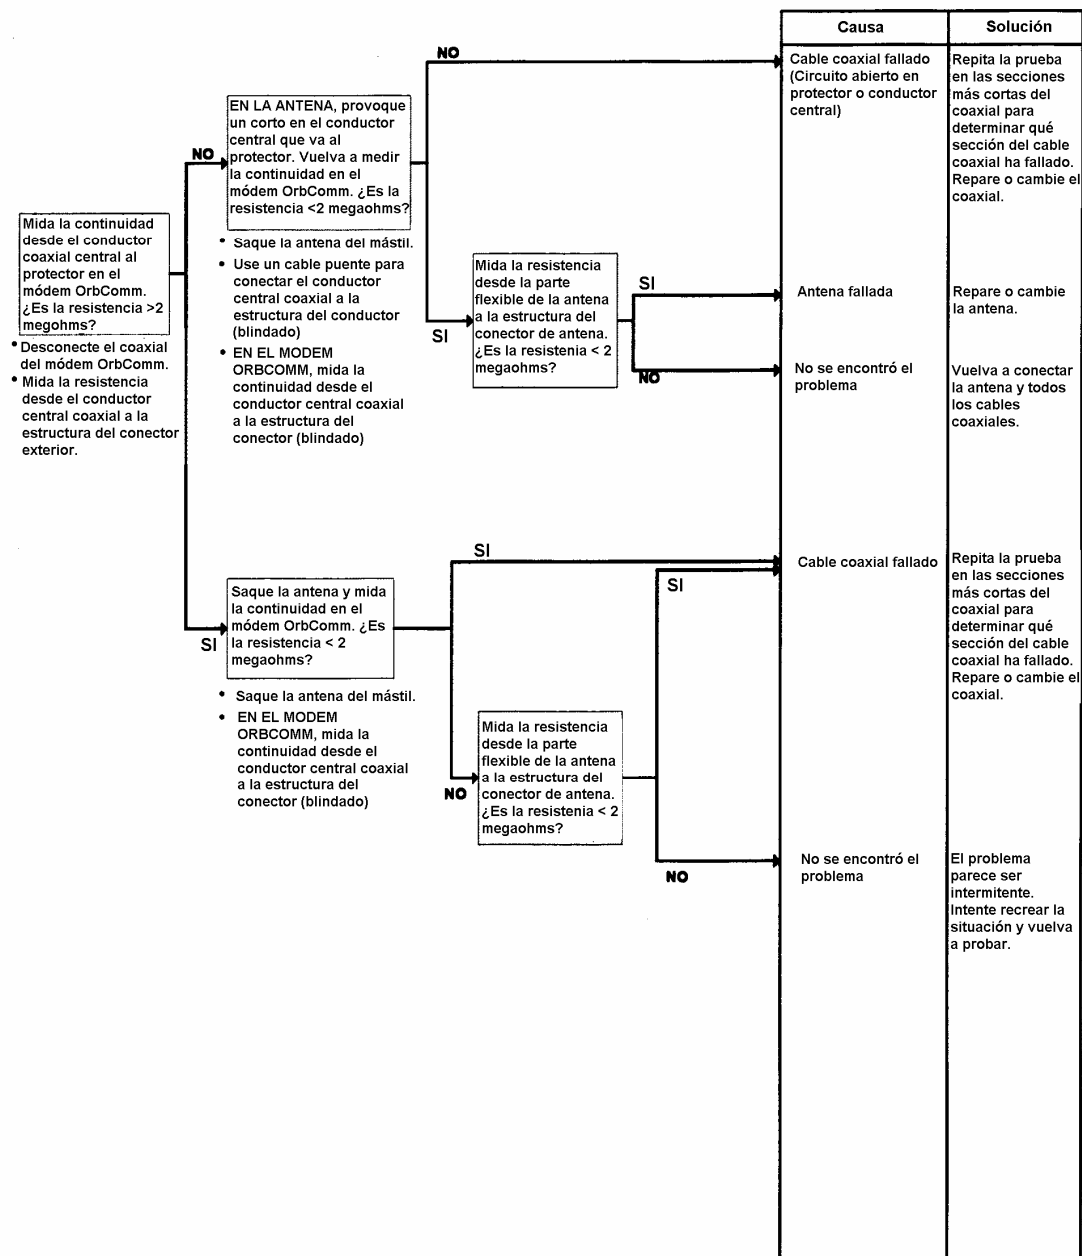 Causa
Solución
NO
Cable coaxial fallado
(Circuito abierto en
protector o conductor
central)
Repita la prueba
en las secciones
más cortas del
coaxial para
determinar qué
sección del cable
coaxial ha fallado.
Repare o cambie el
coaxial.
NO
EN LA ANTENA, provoque
un corto en el conductor
central que va al
protector. Vuelva a medir
la continuidad en el
módem OrbComm. ¿Es la
resistencia <2 megaohms?
• Saque la antena del mástil.
• Use un cable puente para
conectar el conductor
central coaxial a la
estructura del conductor
(blindado)
• EN EL MODEM
ORBCOMM, mida la
continuidad desde el
conductor central coaxial
a la estructura del
conector (blindado)
Mida la continuidad
desde el conductor
coaxial central al
protector en el
módem OrbComm.
¿Es la resistencia >2
megohms?
• Desconecte el coaxial
del módem OrbComm.
• Mida la resistencia
desde el conductor
central coaxial a la
estructura del conector
exterior.
SI
Mida la resistencia
desde la parte
flexible de la antena
a la estructura del
conector de antena.
¿Es la resistenia < 2
megaohms?
SI
Antena fallada
Repare o cambie
la antena.
NO
No se encontró el
problema
Vuelva a conectar
la antena y todos
los cables
coaxiales.
SI
Saque la antena y mida
la continuidad en el
módem OrbComm. ¿Es
la resistencia < 2
megaohms?
• Saque la antena del mástil.
• EN EL MODEM
ORBCOMM, mida la
continuidad desde el
conductor central coaxial
a la estructura del
conector (blindado)
SI
SI
Cable coaxial fallado
Repita la prueba
en las secciones
más cortas del
coaxial para
determinar qué
sección del cable
coaxial ha fallado.
Repare o cambie el
coaxial.
NO
Mida la resistencia
desde la parte
flexible de la antena
a la estructura del
conector de antena.
¿Es la resistenia < 2
megaohms?
NO
No se encontró el
problema
El problema
parece ser
intermitente.
Intente recrear la
situación y vuelva
a probar.